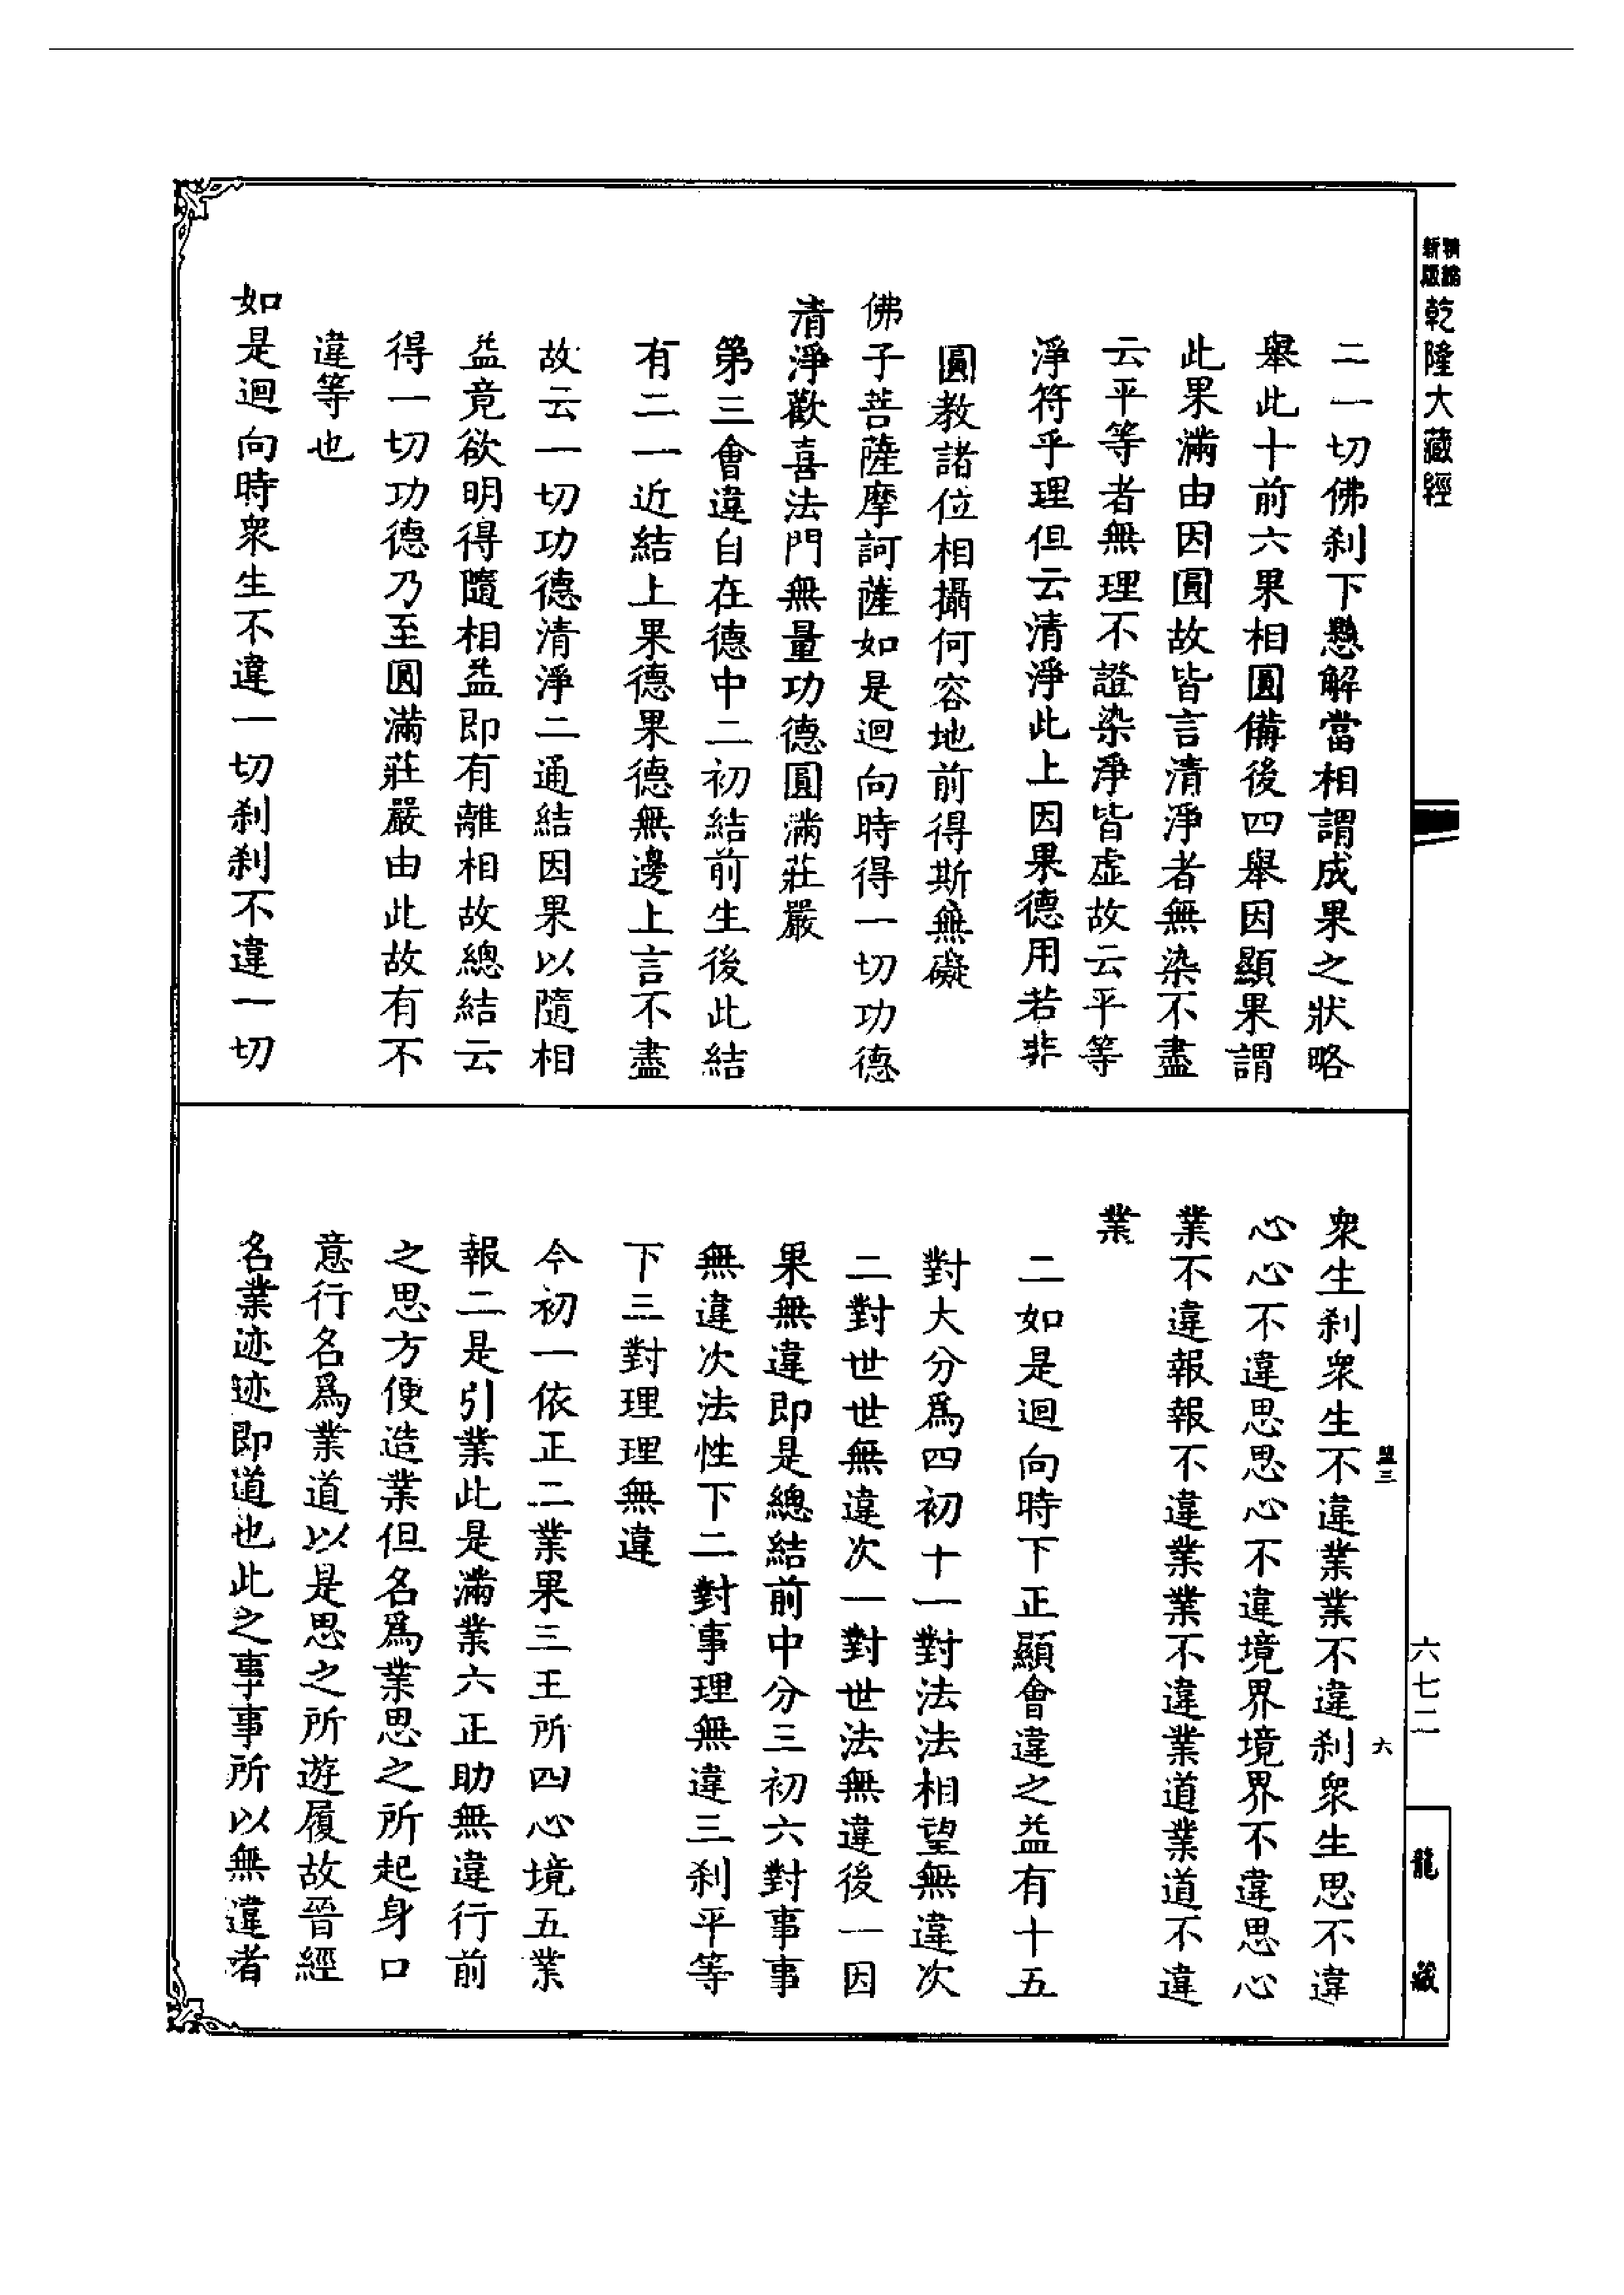 新版
精編
乾隆大藏經
二一切佛刹下懸解當相謂成果之狀略
舉此十前六果相圓備後四舉因顯果謂
此果滿由因圓故皆言清淨者無染不盡
云平等者無理不證染淨皆虛故云平等
淨符乎理但云清淨此上因果德用若非
圓教諸位相攝何容地前得斯無礙
佛子菩薩摩訶薩如是迴向時得一切功德
清淨歡喜法門無量功德圓滿莊嚴
第三會違自在德中二初結前生後此結
有二一近結上果德果德無邊上言不盡
故云一切功德清淨二通結因果以隨相
益竟欲明得隨相益即有離相故總結云
得一切功德乃至圓滿莊嚴由此故有不
違等也
如是迴向時衆生不違一切刹刹不違一切
衆生刹衆生不違業業不違刹衆生思不違
心心不違思思心不違境界境界不違思心
業不違報報不違業業不違業道業道不違
業
二如是迴向時下正顯會違之益有十五
對大分爲四初十一對法法相望無違次
二對世世無違次一對世法無違後一因
果無違即是總結前中分三初六對事事
無違次法性下二對事理無違三刹平等
下三對理理無違
今初一依正二業果三王所四心境五業
報二是引業此是滿業六正助無違行前
之思方便造業但名爲業思之所起身口
意行名爲業道以是思之所遊履故晉經
名業迹迹即道也此之事事所以無違者
盟三
六
六七二
龍藏